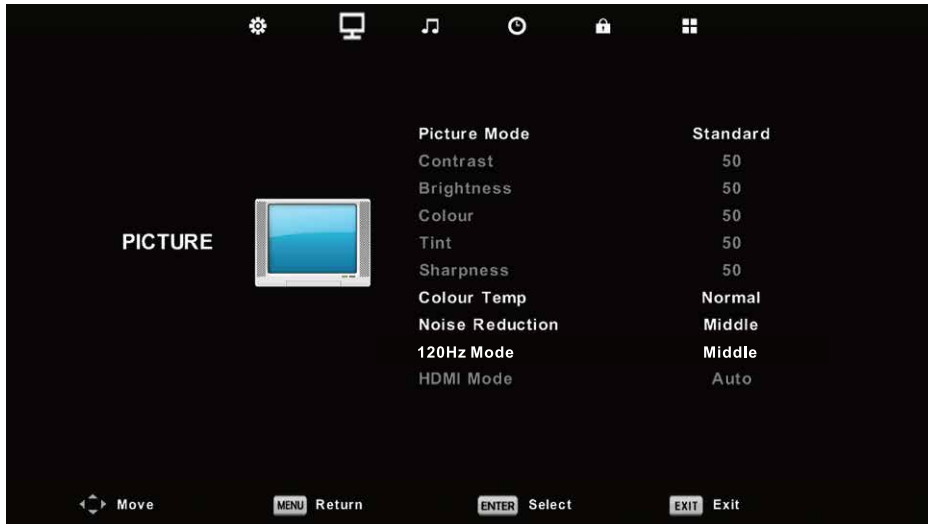 Picture Mode Standard
Contrast 50
Brightness 50
Colour 50
PICTURE
Tint 50
Sharpness 50
Colour Temp Normal
Noise Reduction Middle
120Hz Mode Middle
HDMI Mode Auto
Move MENU Return ENTER Select EXIT Exit